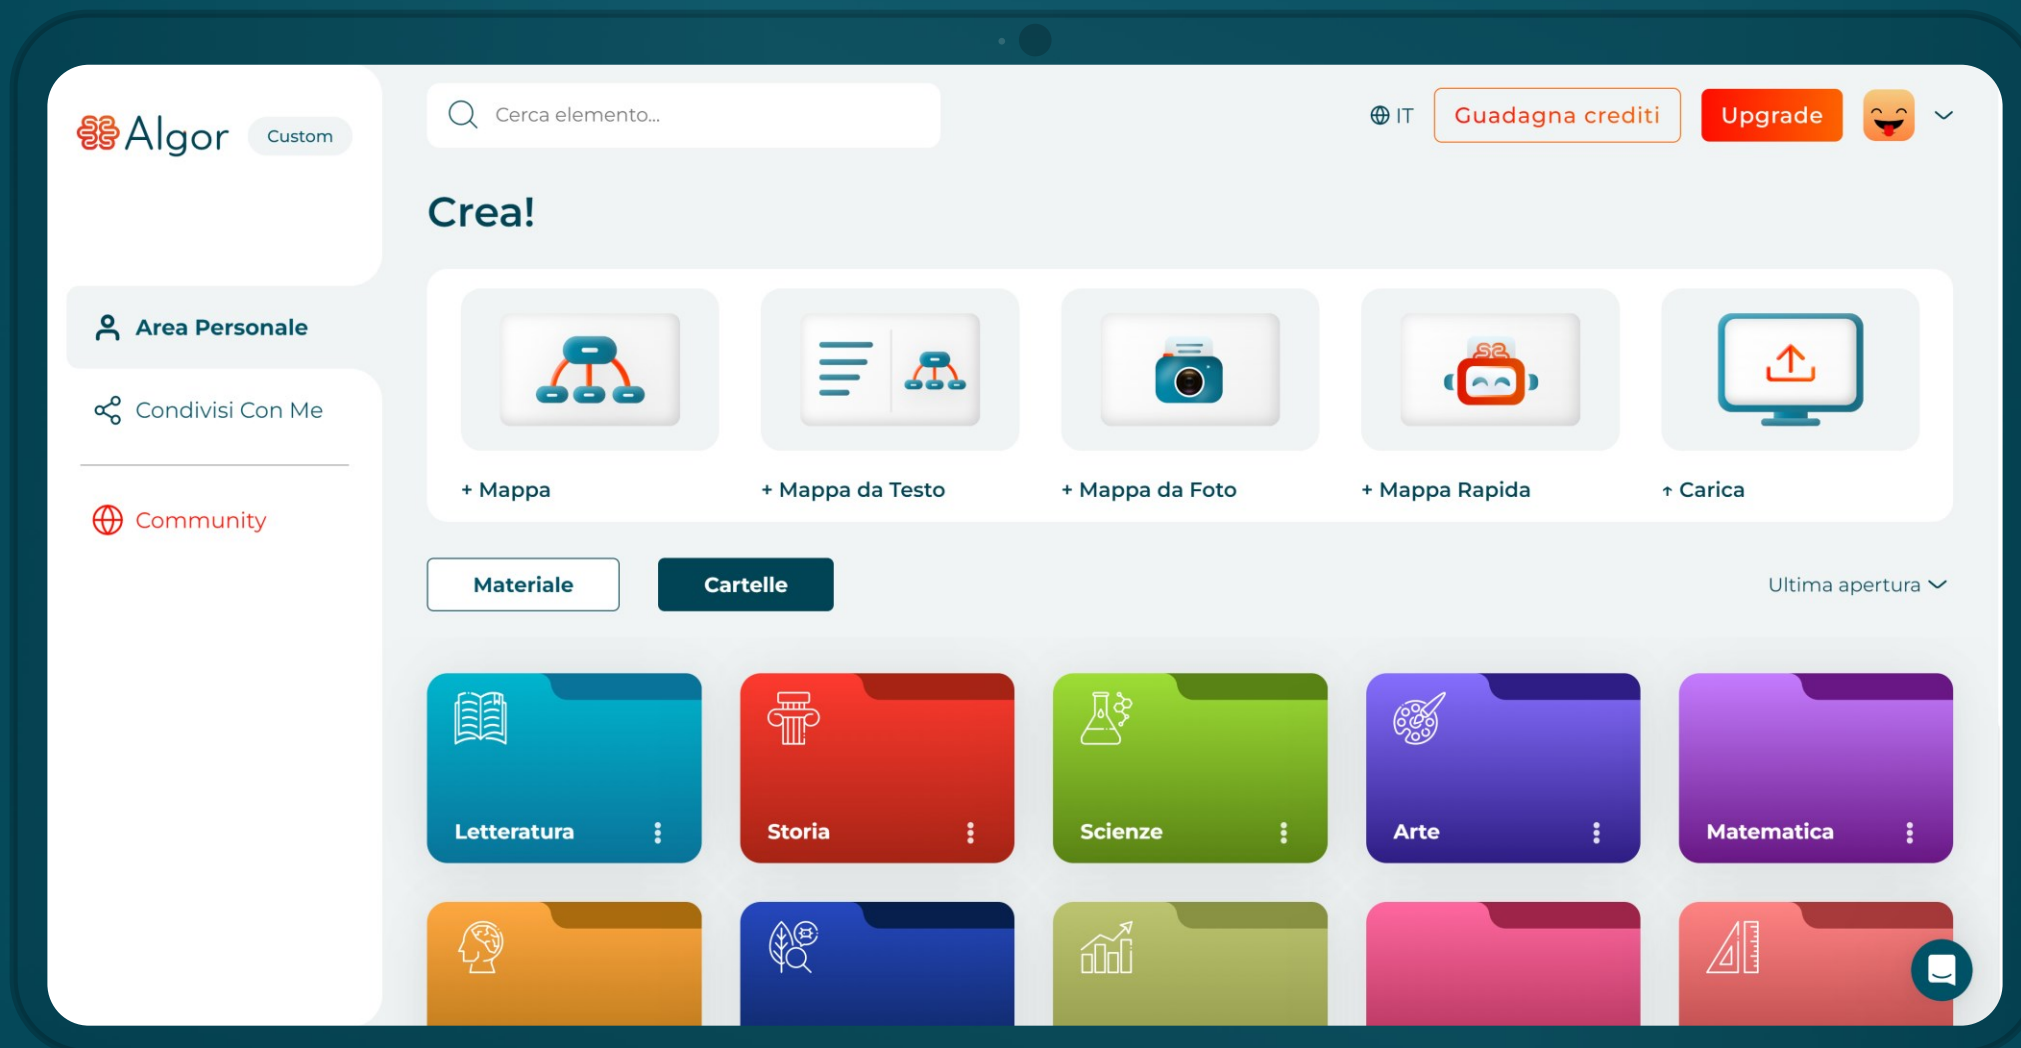 Algor
Custom
Cerca elemento...
IT
Guadagna crediti
Upgrade
Crea!
Area Personale
Condivisi Con Me
Community
+ Mappa
+ Mappa da Testo
+ Mappa da Foto
+ Mappa Rapida
↑ Carica
Materiale
Cartelle
Ultima apertura
Letteratura
Storia
Scienze
Arte
Matematica